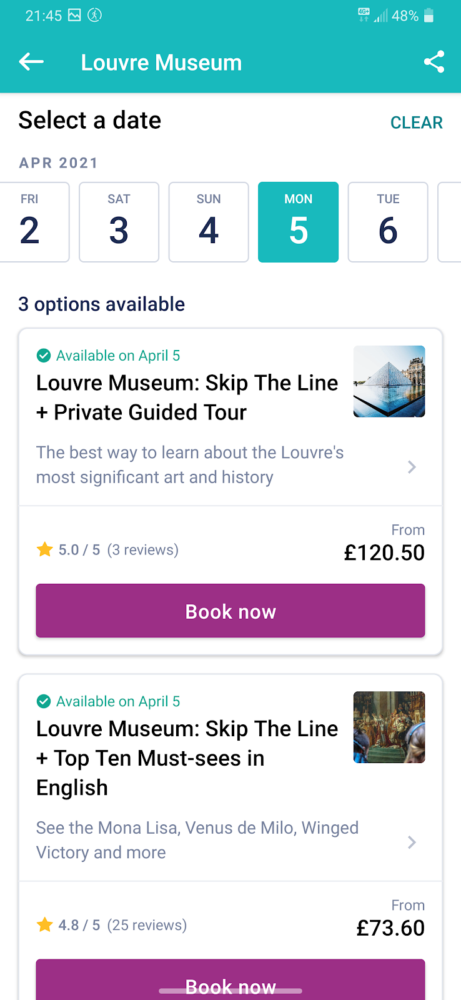 21:45
4G+
48%
Louvre Museum
Select a date
CLEAR
APR 2021
FRI
2
SAT
3
SUN
4
MON
5
TUE
6
3 options available
Available on April 5
Louvre Museum: Skip The Line
+ Private Guided Tour
The best way to learn about the Louvre's
most significant art and history
5.0 / 5 (3 reviews)
From
£120.50
Book now
Available on April 5
Louvre Museum: Skip The Line
+ Top Ten Must-sees in
English
See the Mona Lisa, Venus de Milo, Winged
Victory and more
4.8 / 5 (25 reviews)
From
£73.60
Book now